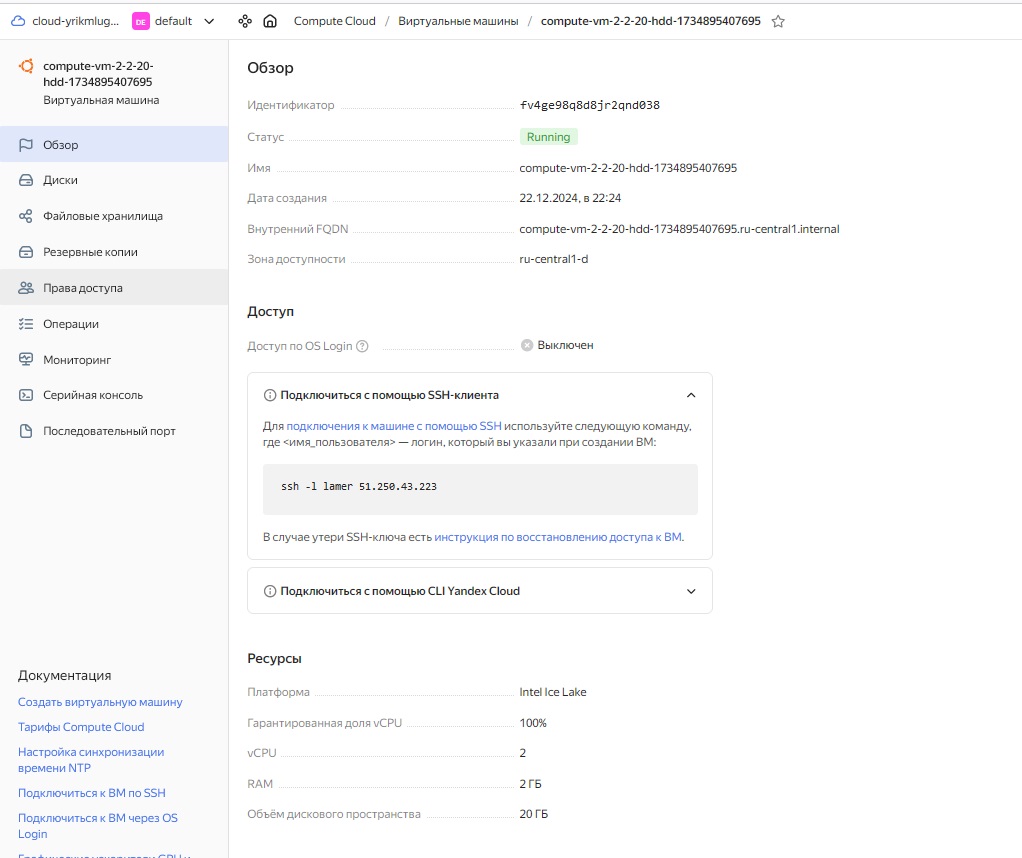 cloud-yrikmlug... DE default Compute Cloud / Виртуальные машины / compute-vm-2-2-20-hdd-1734895407695
compute-vm-2-2-20-
hdd-1734895407695
Виртуальная машина
Обзор
Диски
Файловые хранилища
Резервные копии
Права доступа
Операции
Мониторинг
Серийная консоль
Последовательный порт
Документация
Создать виртуальную машину
Тарифы Compute Cloud
Настройка синхронизации
времени NTP
Подключиться к ВМ по SSH
Подключиться к ВМ через OS
Login
Обзор
Идентификатор fv4ge98q8d8jr2qnd038
Статус Running
Имя compute-vm-2-2-20-hdd-1734895407695
Дата создания 22.12.2024, в 22:24
Внутренний FQDN compute-vm-2-2-20-hdd-1734895407695.ru-central1.internal
Зона доступности ru-central1-d
Доступ
Доступ по OS Login ? Выключен
Подключиться с помощью SSH-клиента
Для подключения к машине с помощью SSH используйте следующую команду,
где <имя_пользователя> — логин, который вы указали при создании ВМ:
ssh -l lamer 51.250.43.223
В случае утери SSH-ключа есть инструкция по восстановлению доступа к ВМ.
Подключиться с помощью CLI Yandex Cloud
Ресурсы
Платформа Intel Ice Lake
Гарантированная доля vCPU 100%
vCPU 2
RAM 2 ГБ
Объём дискового пространства 20 ГБ